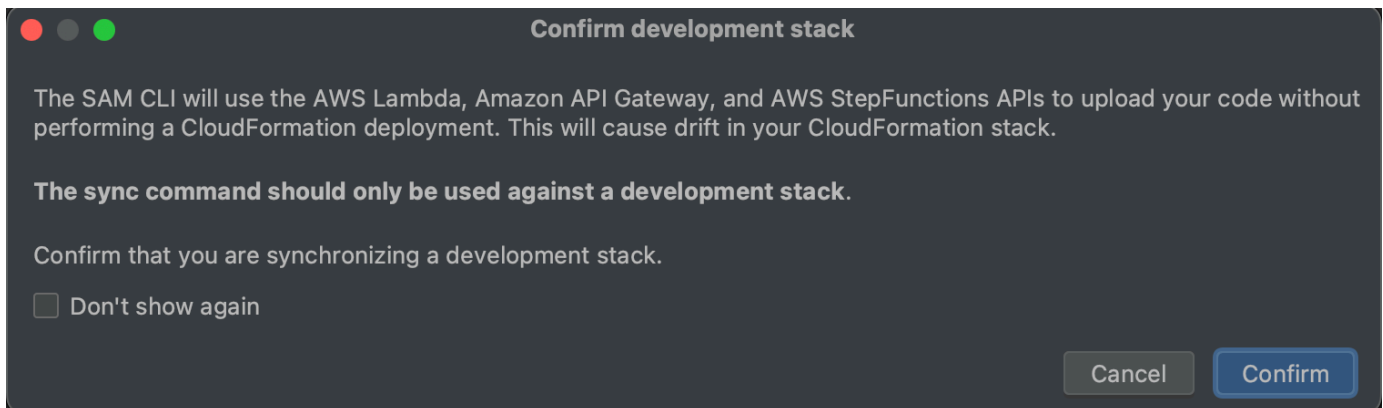 Confirm development stack
The SAM CLI will use the AWS Lambda, Amazon API Gateway, and AWS StepFunctions APIs to upload your code without
performing a CloudFormation deployment. This will cause drift in your CloudFormation stack.
The sync command should only be used against a development stack.
Confirm that you are synchronizing a development stack.
Don't show again
Cancel
Confirm